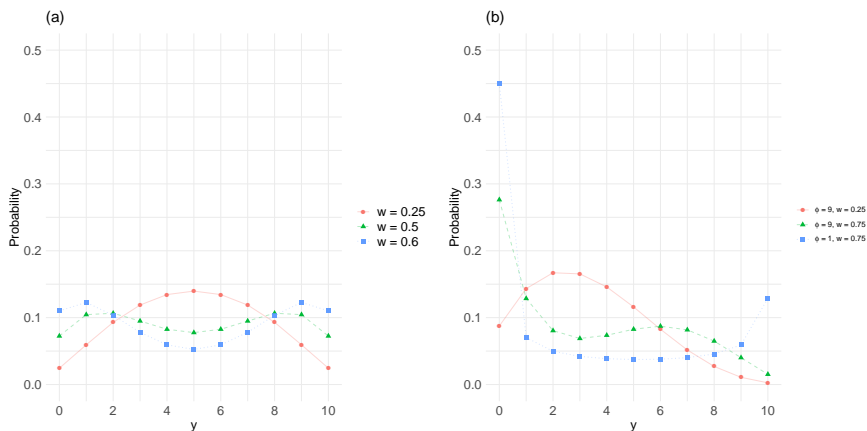 (a)
0.5
0.4
0.3
0.2
0.1
0.0
Probability
0 2 4 6 8 10
y
w = 0.25
w = 0.5
w = 0.6
(b)
0.5
0.4
0.3
0.2
0.1
0.0
Probability
0 2 4 6 8 10
y
ϕ = 9, w = 0.25
ϕ = 9, w = 0.75
ϕ = 1, w = 0.75